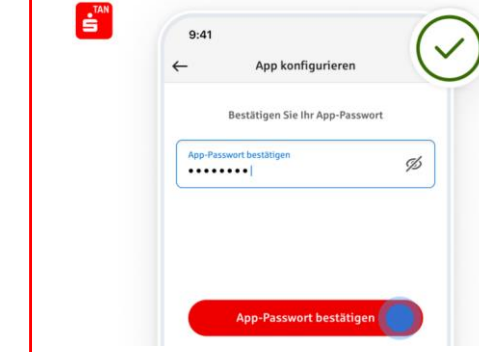 TAN
S
9:41
App konfigurieren
Bestätigen Sie Ihr App-Passwort
App-Passwort bestätigen
••••••••
App-Passwort bestätigen